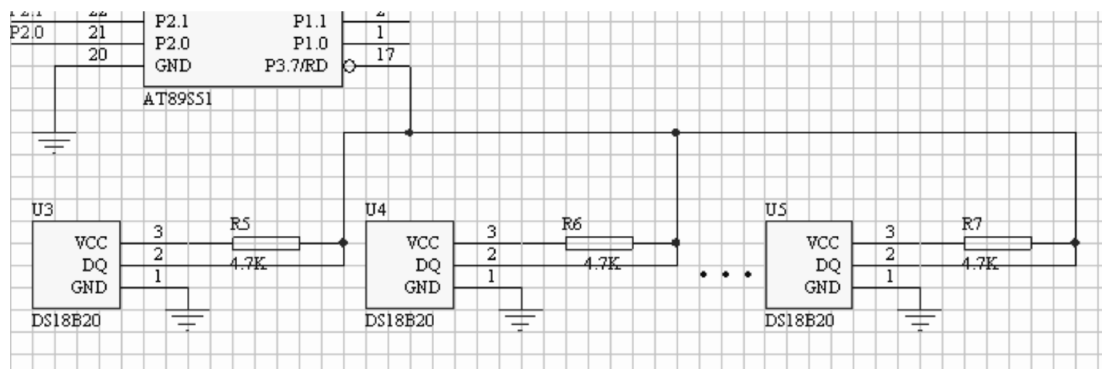 P2.0
22 P2.1 P1.1 2
21 P2.0 P1.0 1
20 GND P3.7/RD 17
AT89S51
U3 U4 U5
R5 R6 R7
VCC 3 VCC 3 VCC 3
DQ 2 4.7K DQ 2 4.7K DQ 2 4.7K
GND 1 GND 1 GND 1
DS18B20 DS18B20 DS18B20